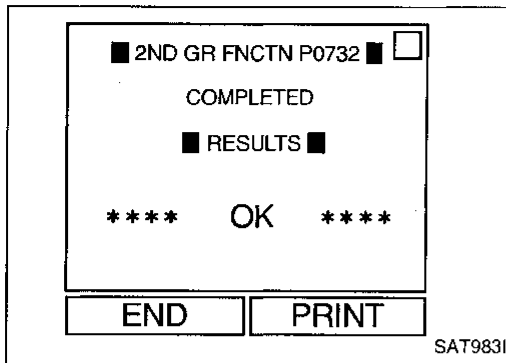 2ND GR FNCTN P0732
COMPLETED
RESULTS
**** OK ****
END PRINT
SAT983I